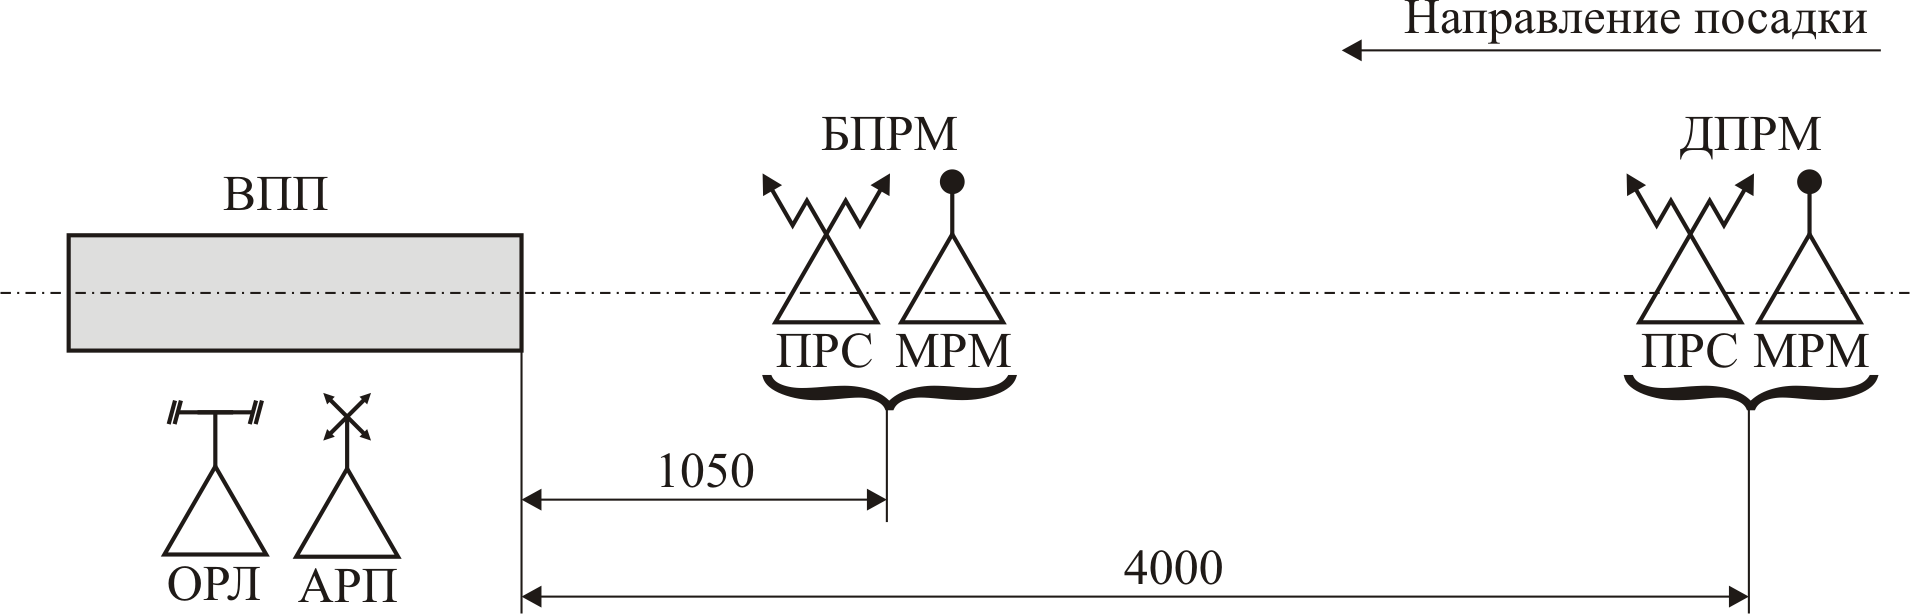 Направление посадки
БПРМ
ДПРМ
ВПП
ПРС МРМ
ПРС МРМ
1050
4000
ОРЛ АРП